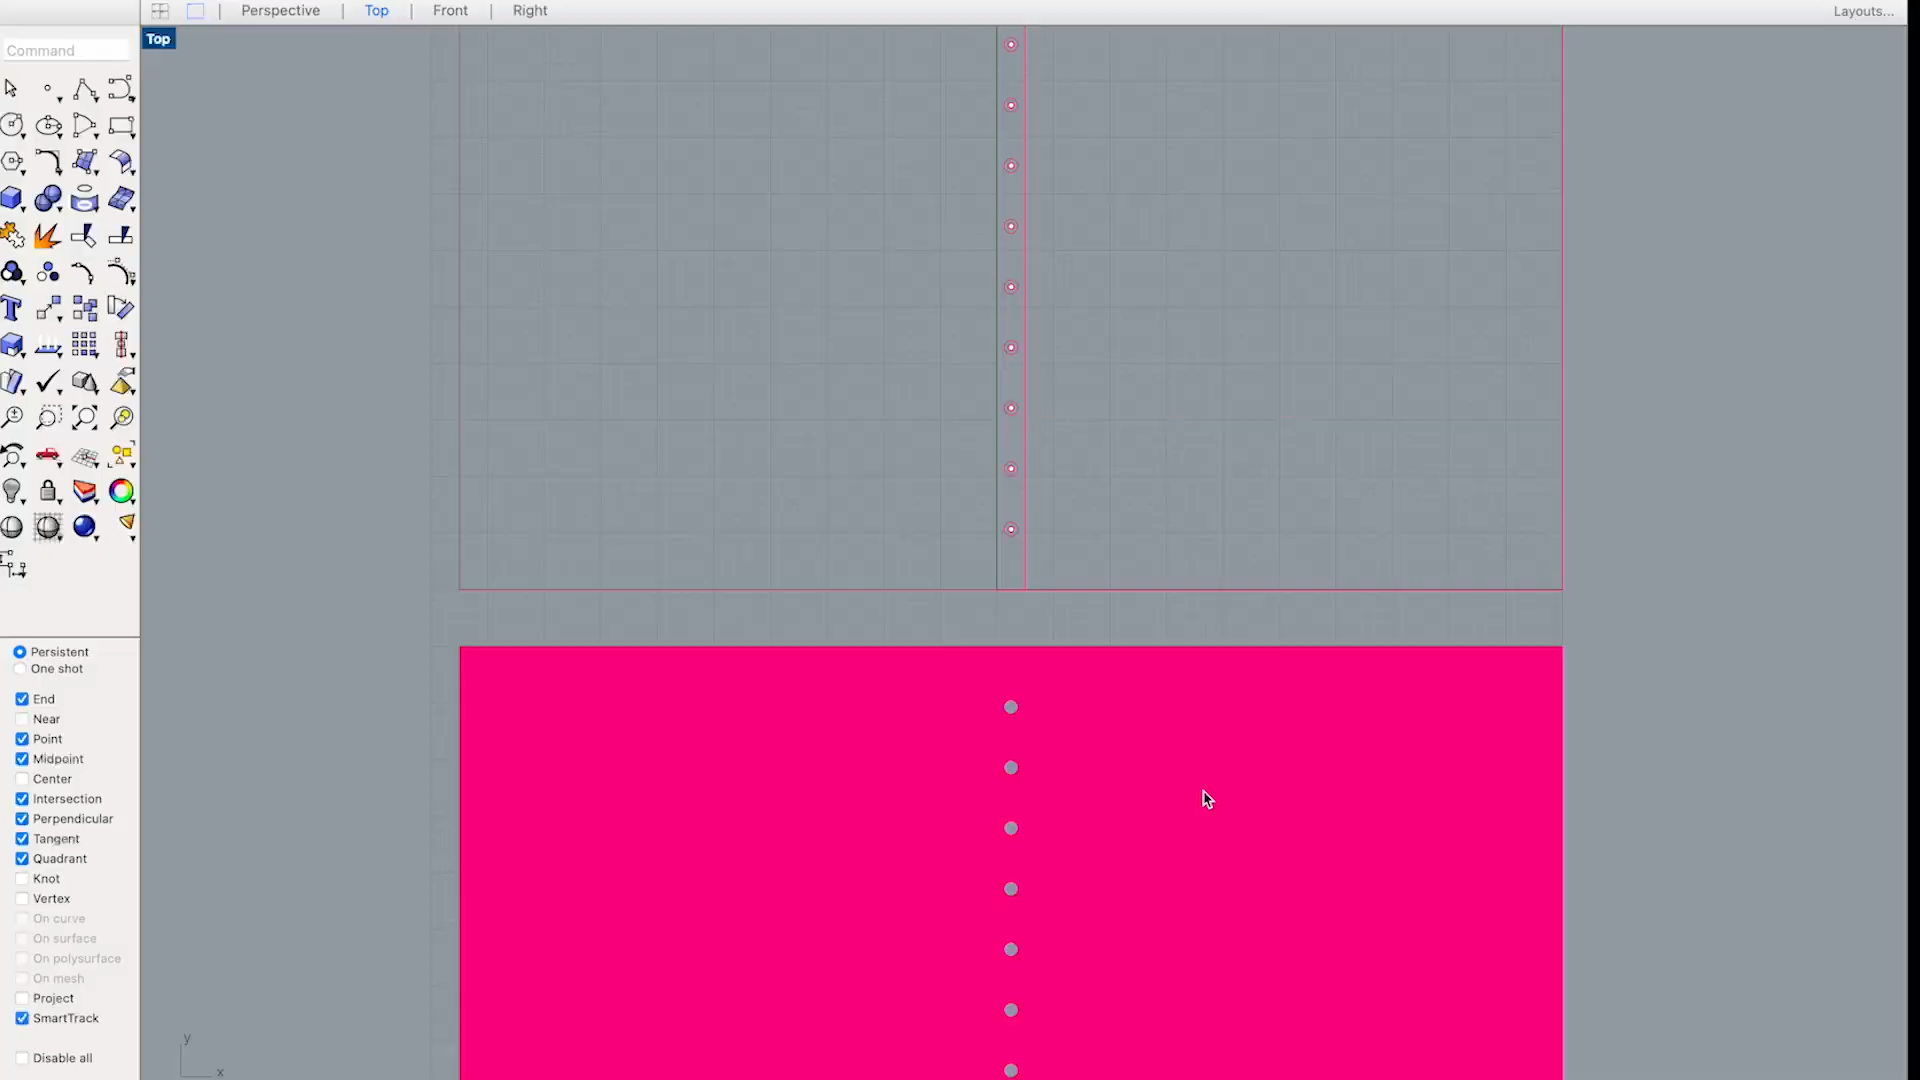 Perspective | Top | Front | Right
Layouts...
Top
Command
Persistent
One shot
End
Near
Point
Midpoint
Center
Intersection
Perpendicular
Tangent
Quadrant
Knot
Vertex
On curve
On surface
On polysurface
On mesh
Project
SmartTrack
Disable all
y
x